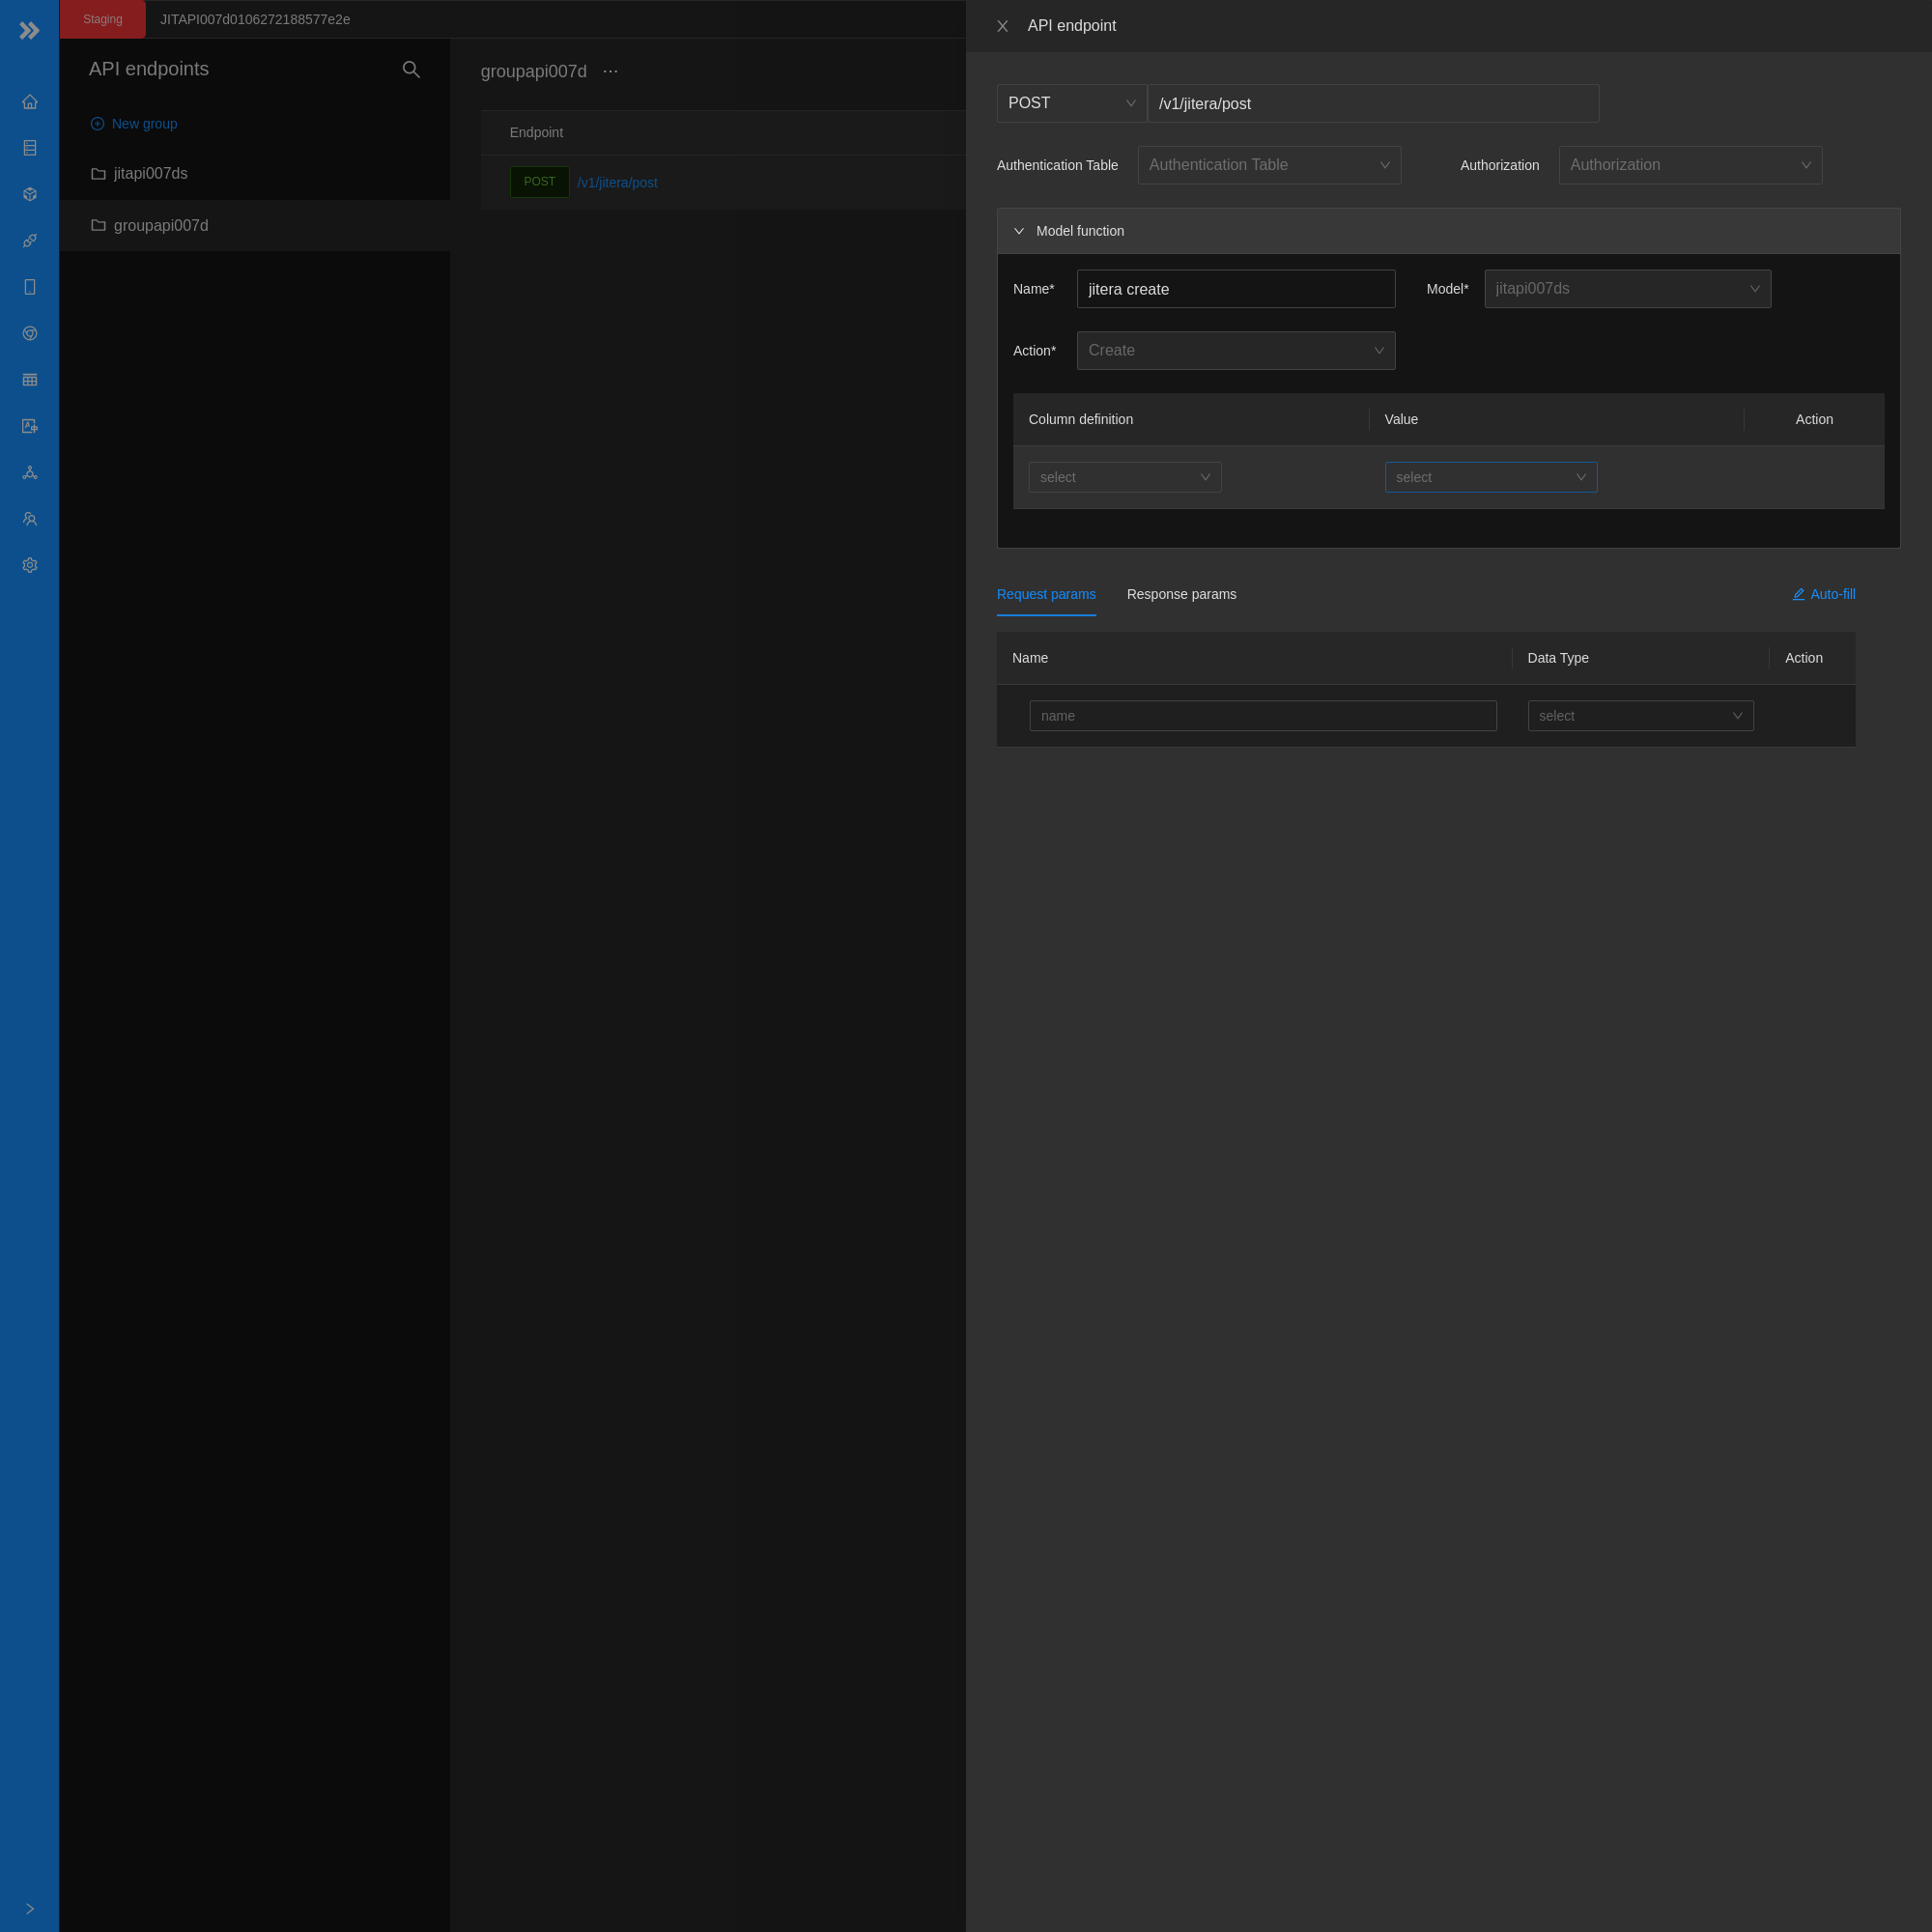 Staging JITAPI007d0106272188577e2e
API endpoints
New group
jitapi007ds
groupapi007d
groupapi007d ...
Endpoint
POST /v1/jitera/post
API endpoint
POST /v1/jitera/post
Authentication Table Authentication Table Authorization Authorization
Model function
Name* jitera create Model* jitapi007ds
Action* Create
Column definition Value Action
select select
Request params Response params Auto-fill
Name Data Type Action
name select